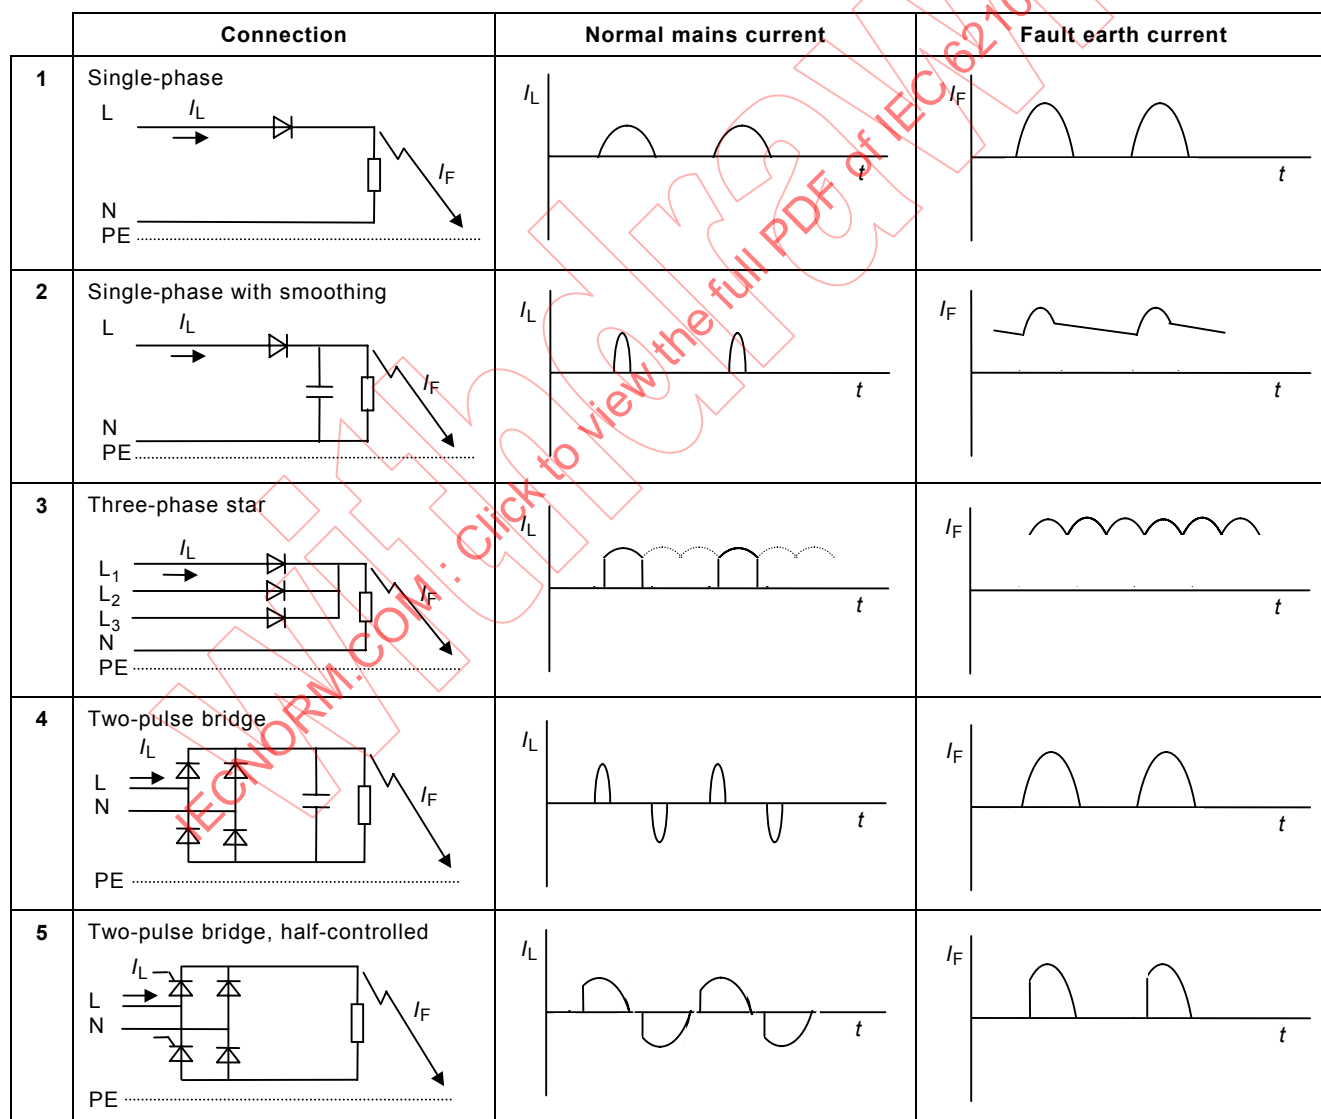 Connection Normal mains current Fault earth current
1 Single-phase
L IL
IF
N
PE
IL
t
IF
t
2 Single-phase with smoothing
L IL
IF
N
PE
IL
t
IF
t
3 Three-phase star
IL
L1
L2
L3
N
PE
IF
IL
t
IF
t
4 Two-pulse bridge
IL
L
N
IF
PE
IL
t
IF
t
5 Two-pulse bridge, half-controlled
IL
L
N
IF
PE
IL
t
IF
t
IECNORM.COM : Click to view the full PDF of IEC 6210
withdraw